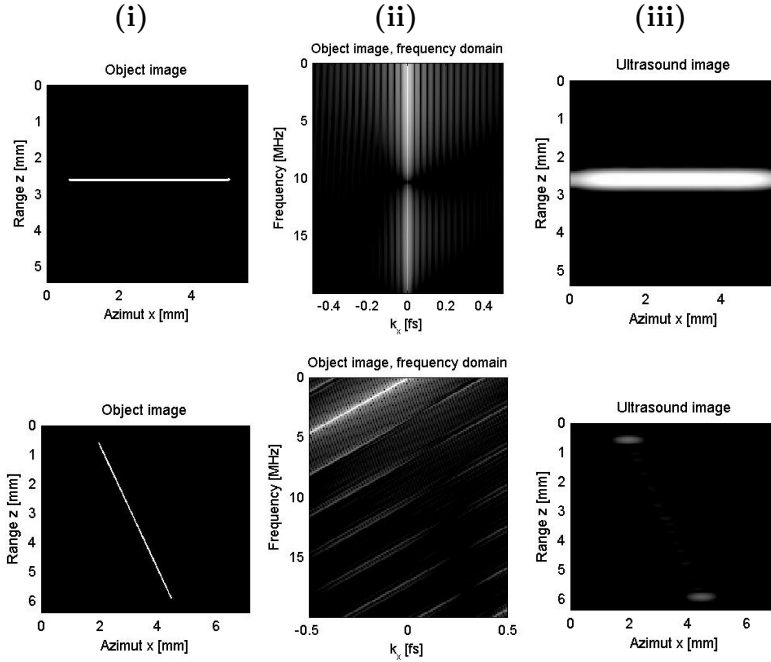 (i) (ii) (iii)
Object image
Range z [mm]
0
1
2
3
4
5
0 2 4
Azimut x [mm]
Object image, frequency domain
Frequency [MHz]
0
5
10
15
-0.4 -0.2 0 0.2 0.4
k_x [fs]
Ultrasound image
Range z [mm]
0
1
2
3
4
5
0 2 4
Azimut x [mm]
Object image
Range z [mm]
0
1
2
3
4
5
6
0 2 4 6
Azimut x [mm]
Object image, frequency domain
Frequency [MHz]
0
5
10
15
-0.5 0 0.5
k_x [fs]
Ultrasound image
Range z [mm]
0
1
2
3
4
5
6
0 2 4 6
Azimut x [mm]